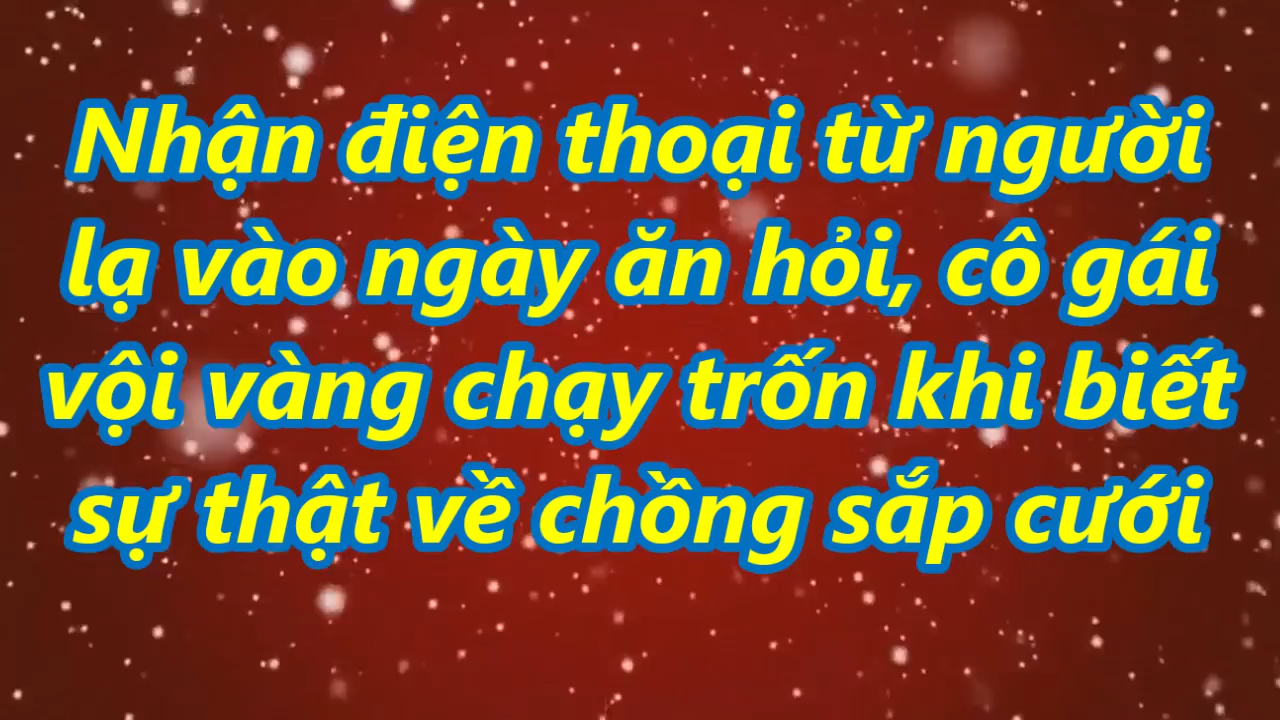 Nhận điện thoại từ người
lạ vào ngày ăn hỏi, cô gái
vội vàng chạy trốn khi biết
sự thật về chồng sắp cưới